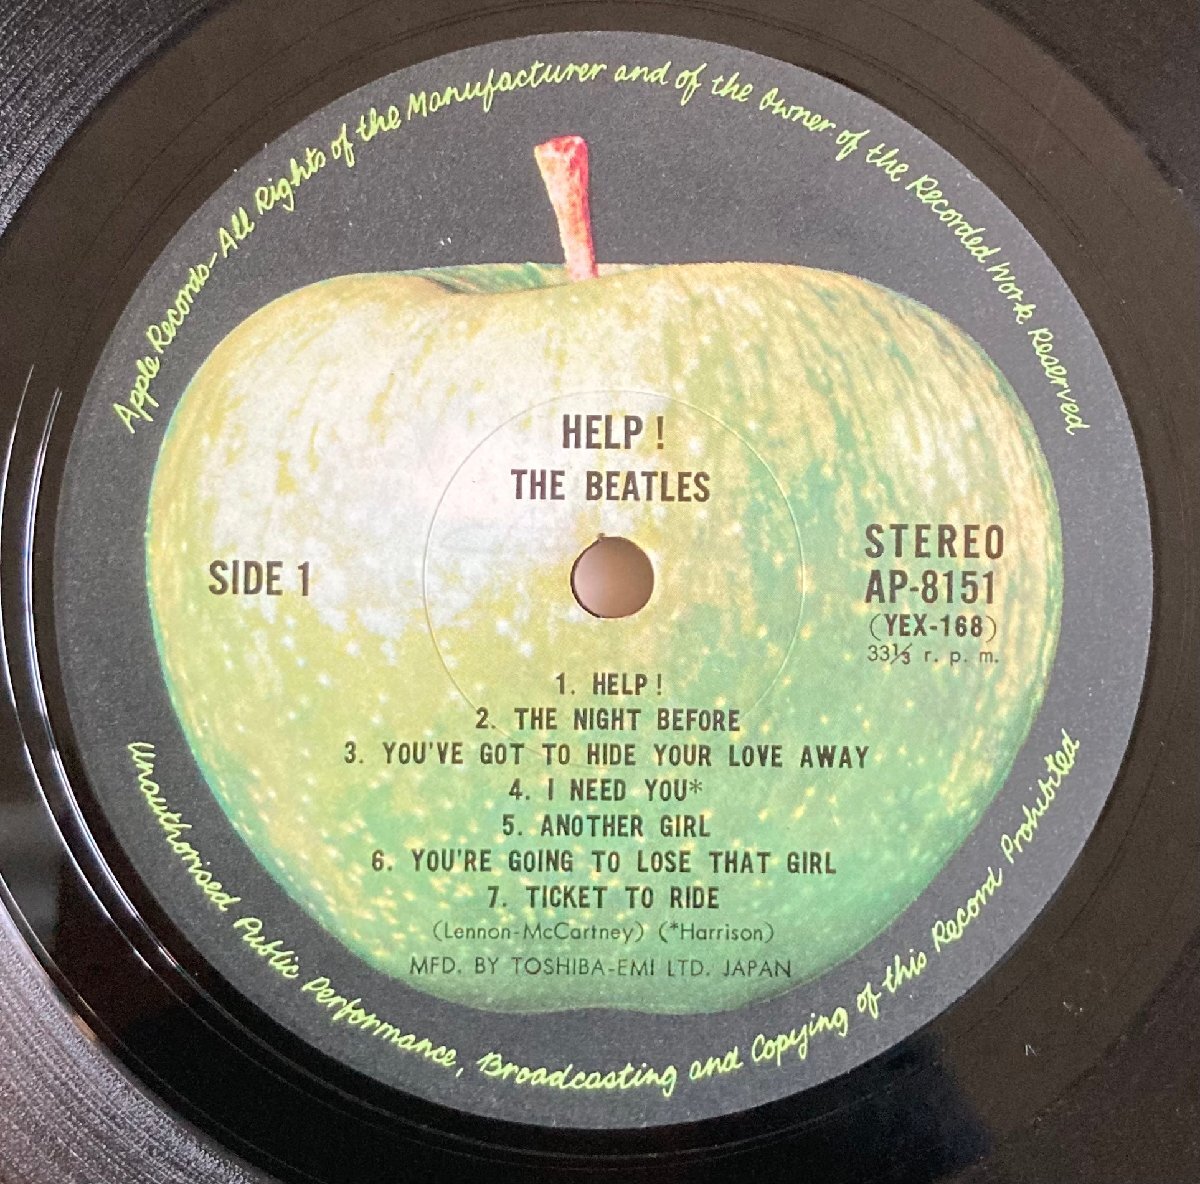 Apple Records-All Rights of the Manufacturer and of the Owner of the Recorded Work Reserved
HELP!
THE BEATLES
SIDE 1
STEREO
AP-8151
(YEX-168)
33⅓ r. p. m.
1. HELP!
2. THE NIGHT BEFORE
3. YOU'VE GOT TO HIDE YOUR LOVE AWAY
4. I NEED YOU*
5. ANOTHER GIRL
6. YOU'RE GOING TO LOSE THAT GIRL
7. TICKET TO RIDE
(Lennon-McCartney) (*Harrison)
MFD. BY TOSHIBA-EMI LTD. JAPAN
Unauthorised Public Performance, Broadcasting and Copying of this Record Prohibited